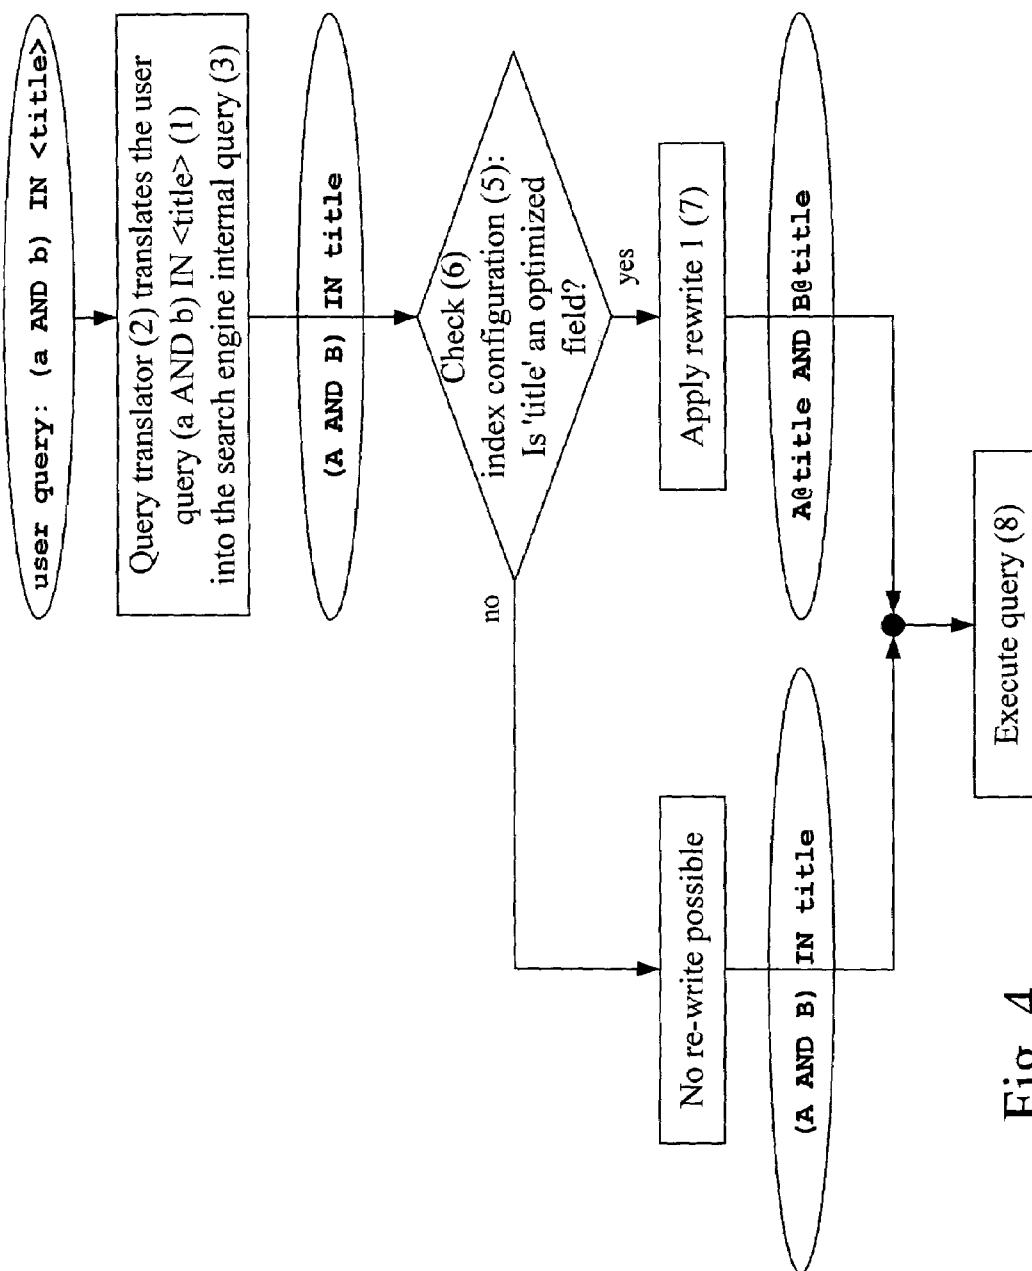 user query: (a AND b) IN <title>
Query translator (2) translates the user
query (a AND b) IN <title> (1)
into the search engine internal query (3)
(A AND B) IN title
Check (6)
index configuration (5):
Is 'title' an optimized
field?
no
yes
No re-write possible
Apply rewrite 1 (7)
(A AND B) IN title
A@title AND B@title
Execute query (8)
Fig. 4